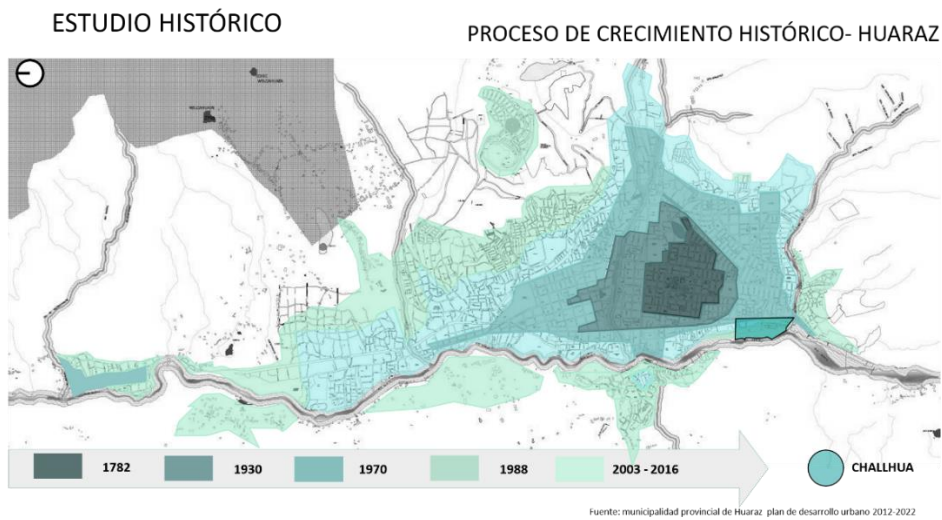 ESTUDIO HISTÓRICO
PROCESO DE CRECIMIENTO HISTÓRICO- HUARAZ
1782
1930
1970
1988
2003 - 2016
CHALLHUA
Fuente: municipalidad provincial de Huaraz plan de desarrollo urbano 2012-2022